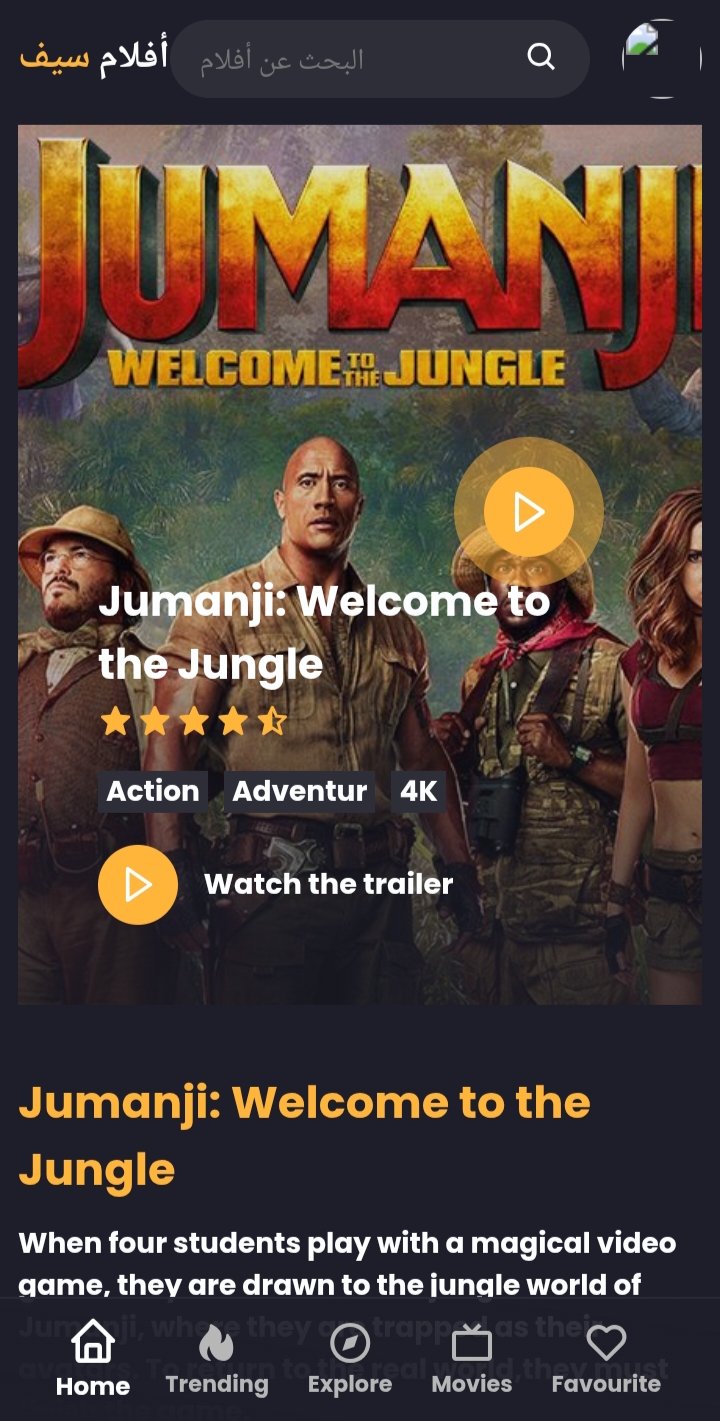 أفلام سيف
البحث عن أفلام
JUMANJI
WELCOME TO THE JUNGLE
Jumanji: Welcome to
the Jungle
Action Adventur 4K
Watch the trailer
Jumanji: Welcome to the
Jungle
When four students play with a magical video
game, they are drawn to the jungle world of
Jumanji, where they are trapped as their
avatars. To return to the real world,they must
the game.
Home Trending Explore Movies Favourite